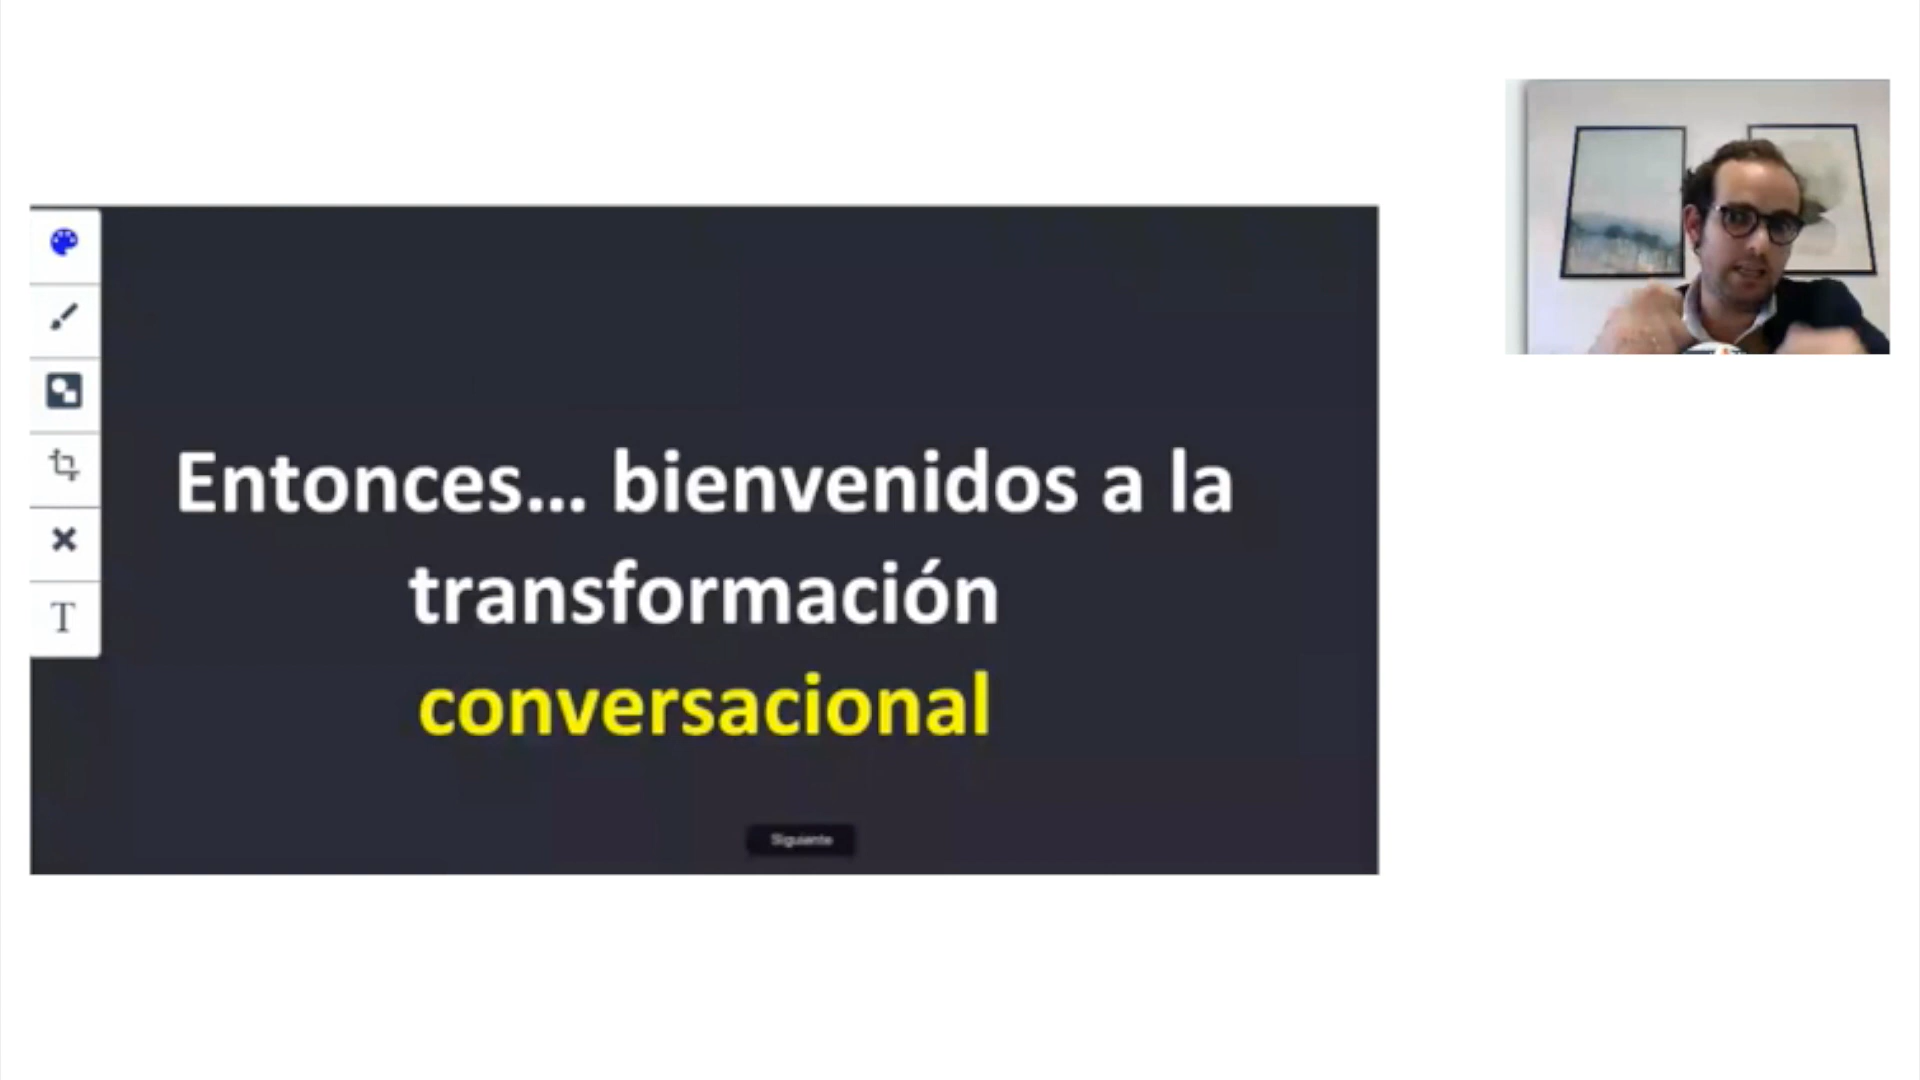 Entonces... bienvenidos a la
transformación
conversacional
Siguiente
T